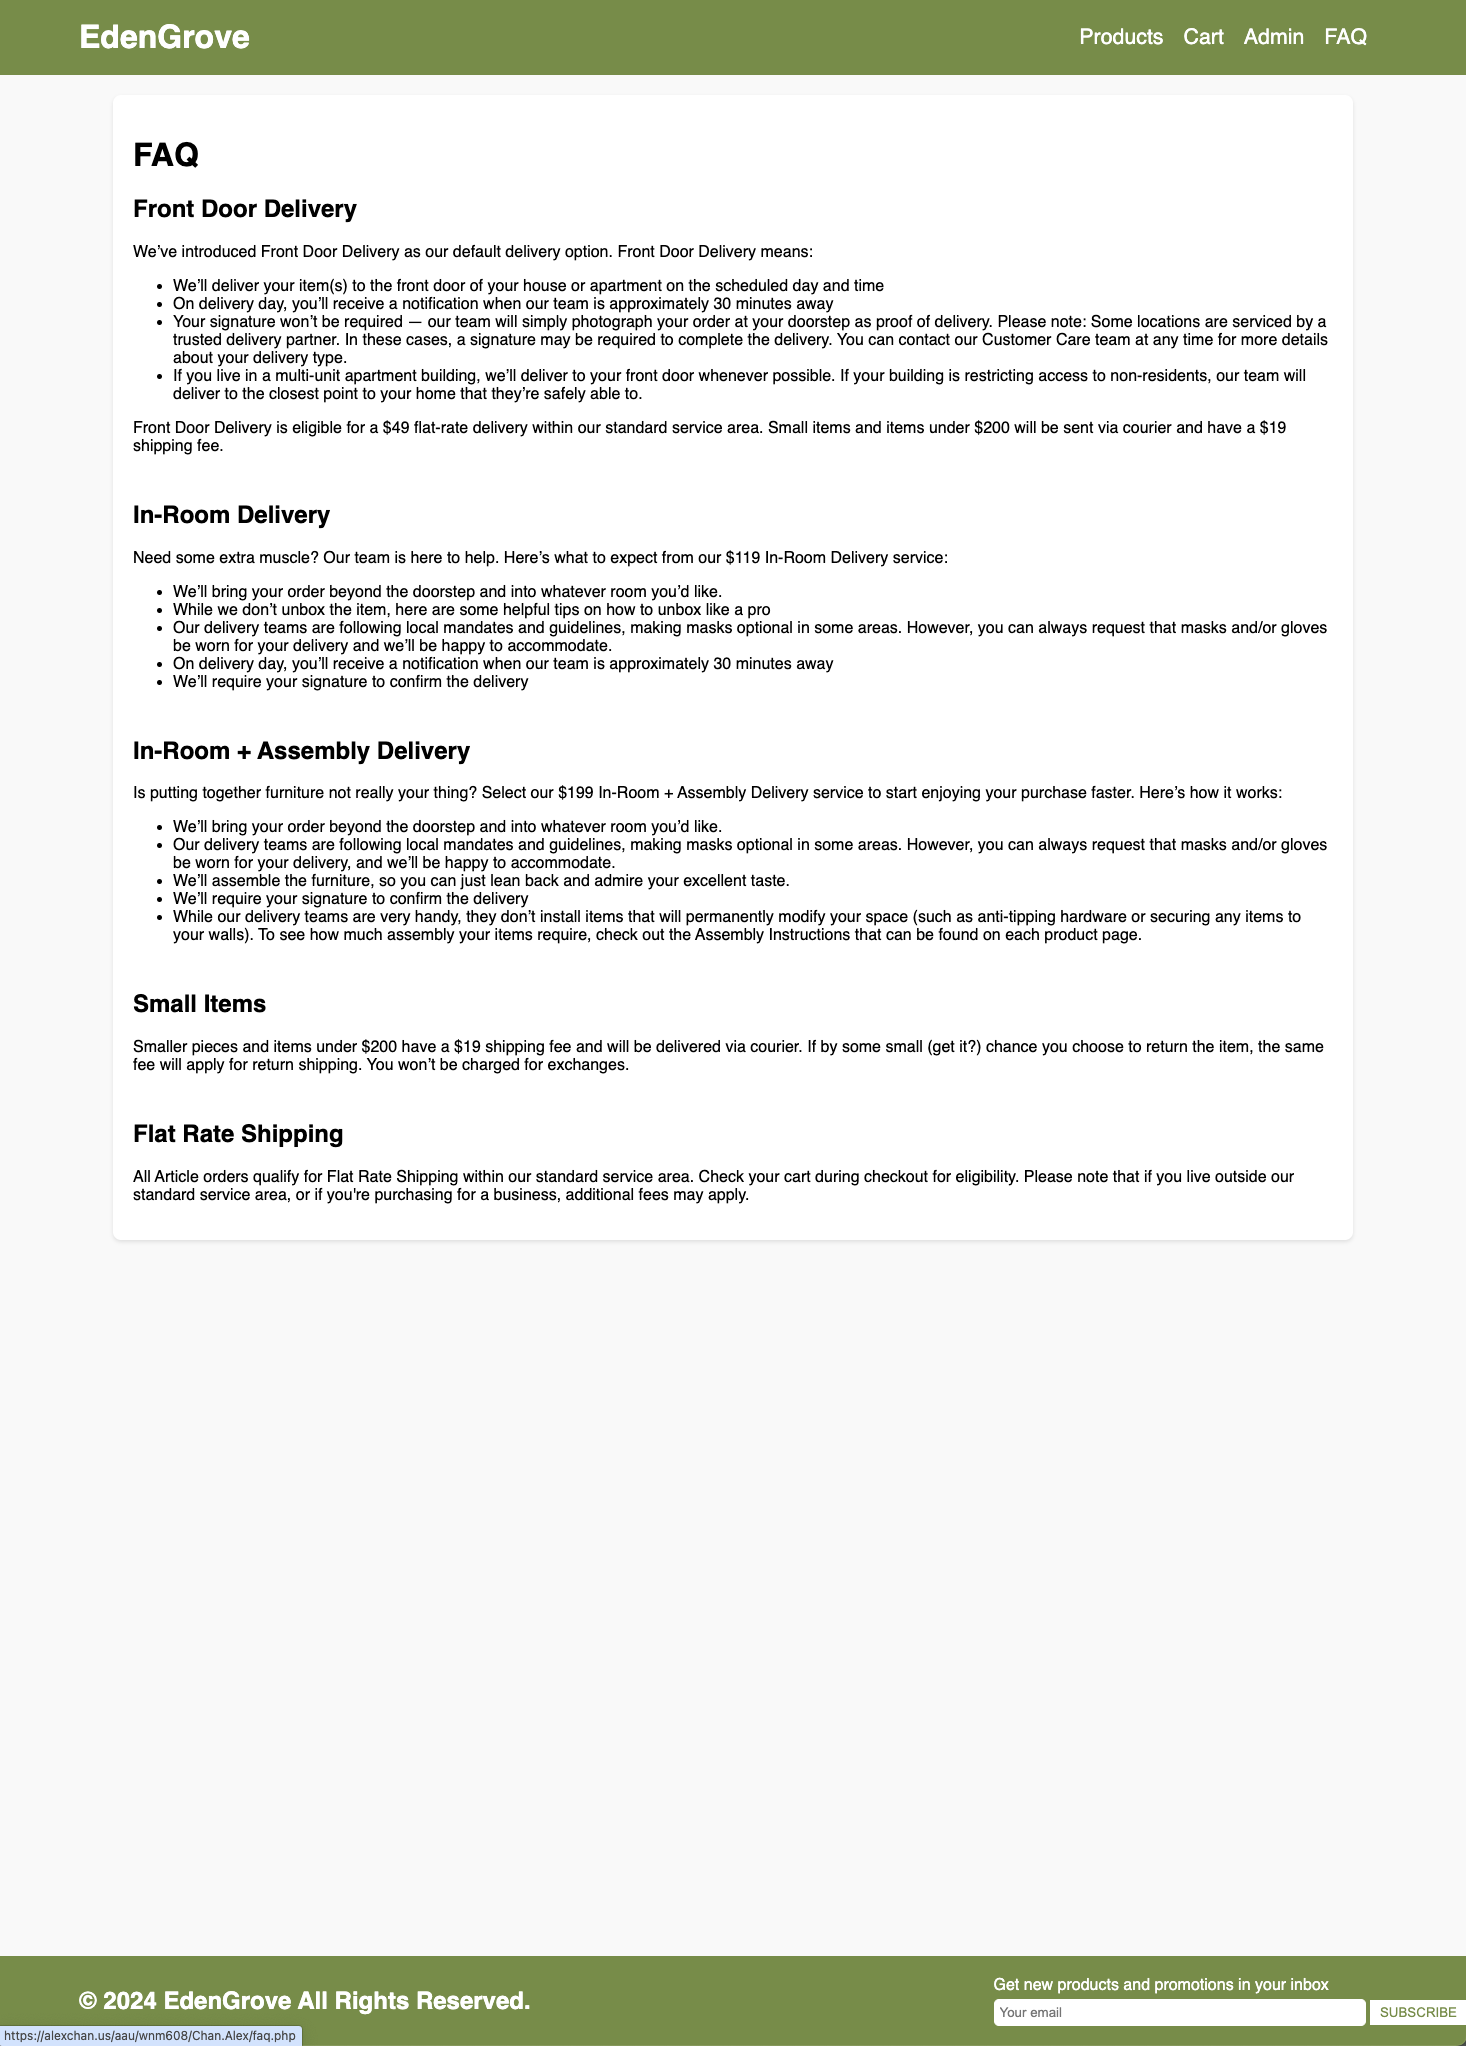 EdenGrove
Products Cart Admin FAQ
FAQ
Front Door Delivery
We’ve introduced Front Door Delivery as our default delivery option. Front Door Delivery means:
• We’ll deliver your item(s) to the front door of your house or apartment on the scheduled day and time
• On delivery day, you’ll receive a notification when our team is approximately 30 minutes away
• Your signature won’t be required — our team will simply photograph your order at your doorstep as proof of delivery. Please note: Some locations are serviced by a
trusted delivery partner. In these cases, a signature may be required to complete the delivery. You can contact our Customer Care team at any time for more details
about your delivery type.
• If you live in a multi-unit apartment building, we’ll deliver to your front door whenever possible. If your building is restricting access to non-residents, our team will
deliver to the closest point to your home that they’re safely able to.
Front Door Delivery is eligible for a $49 flat-rate delivery within our standard service area. Small items and items under $200 will be sent via courier and have a $19
shipping fee.
In-Room Delivery
Need some extra muscle? Our team is here to help. Here’s what to expect from our $119 In-Room Delivery service:
• We’ll bring your order beyond the doorstep and into whatever room you’d like.
• While we don’t unbox the item, here are some helpful tips on how to unbox like a pro
• Our delivery teams are following local mandates and guidelines, making masks optional in some areas. However, you can always request that masks and/or gloves
be worn for your delivery and we’ll be happy to accommodate.
• On delivery day, you’ll receive a notification when our team is approximately 30 minutes away
• We’ll require your signature to confirm the delivery
In-Room + Assembly Delivery
Is putting together furniture not really your thing? Select our $199 In-Room + Assembly Delivery service to start enjoying your purchase faster. Here’s how it works:
• We’ll bring your order beyond the doorstep and into whatever room you’d like.
• Our delivery teams are following local mandates and guidelines, making masks optional in some areas. However, you can always request that masks and/or gloves
be worn for your delivery, and we’ll be happy to accommodate.
• We’ll assemble the furniture, so you can just lean back and admire your excellent taste.
• We’ll require your signature to confirm the delivery
• While our delivery teams are very handy, they don’t install items that will permanently modify your space (such as anti-tipping hardware or securing any items to
your walls). To see how much assembly your items require, check out the Assembly Instructions that can be found on each product page.
Small Items
Smaller pieces and items under $200 have a $19 shipping fee and will be delivered via courier. If by some small (get it?) chance you choose to return the item, the same
fee will apply for return shipping. You won’t be charged for exchanges.
Flat Rate Shipping
All Article orders qualify for Flat Rate Shipping within our standard service area. Check your cart during checkout for eligibility. Please note that if you live outside our
standard service area, or if you're purchasing for a business, additional fees may apply.
© 2024 EdenGrove All Rights Reserved.
Get new products and promotions in your inbox
Your email SUBSCRIBE
https://alexchan.us/aau/wnm608/Chan.Alex/faq.php